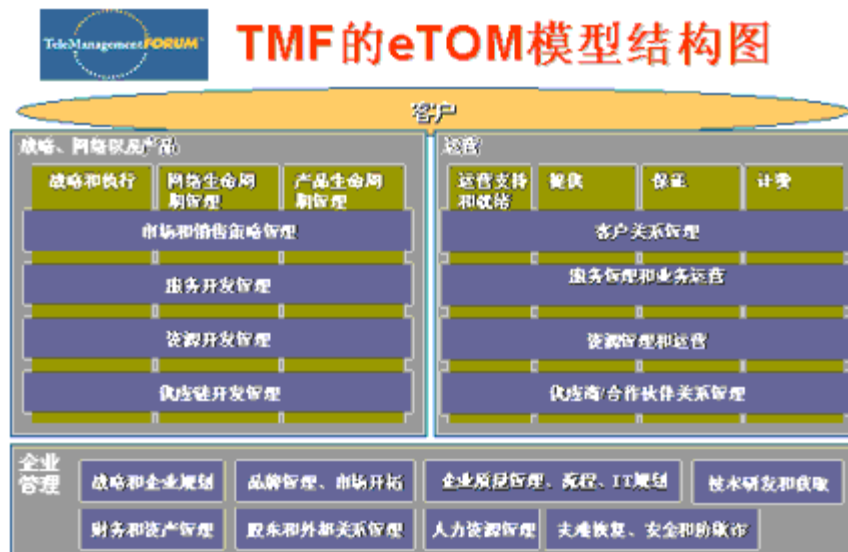 TeleManagement FORUM
TMF的eTOM模型结构图
客户
战略、网络以及产品
运营
战略和执行
网络生命周
期管理
产品生命周
期管理
运营支持
和就绪
提供
保证
计费
市场和销售策略管理
客户关系管理
服务开发管理
服务管理和业务运营
资源开发管理
资源管理和运营
供应链开发管理
供应商/合作伙伴关系管理
企业
管理
战略和企业规划
品牌管理、市场开拓
企业质量管理、流程、IT规划
技术研发和获取
财务和资产管理
股东和外部关系管理
人力资源管理
灾难恢复、安全和防欺诈